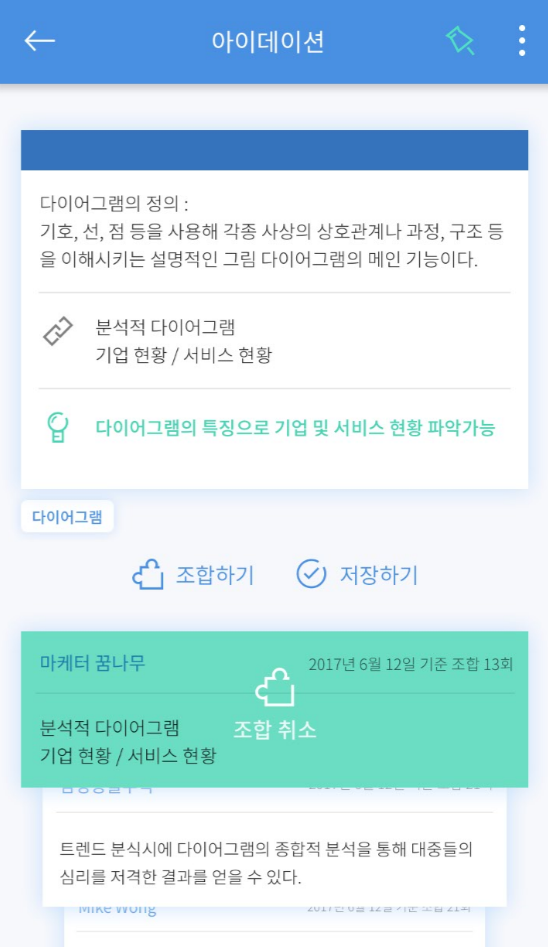 아이데이션
다이어그램의 정의 :
기호, 선, 점 등을 사용해 각종 사상의 상호관계나 과정, 구조 등
을 이해시키는 설명적인 그림 다이어그램의 메인 기능이다.
분석적 다이어그램
기업 현황 / 서비스 현황
다이어그램의 특징으로 기업 및 서비스 현황 파악가능
다이어그램
조합하기
저장하기
마케터 꿈나무
2017년 6월 12일 기준 조합 13회
분석적 다이어그램
조합 취소
기업 현황 / 서비스 현황
트렌드 분식시에 다이어그램의 종합적 분석을 통해 대중들의
심리를 저격한 결과를 얻을 수 있다.
Mike Wong
2017년 6월 12일 기준 조합 21회